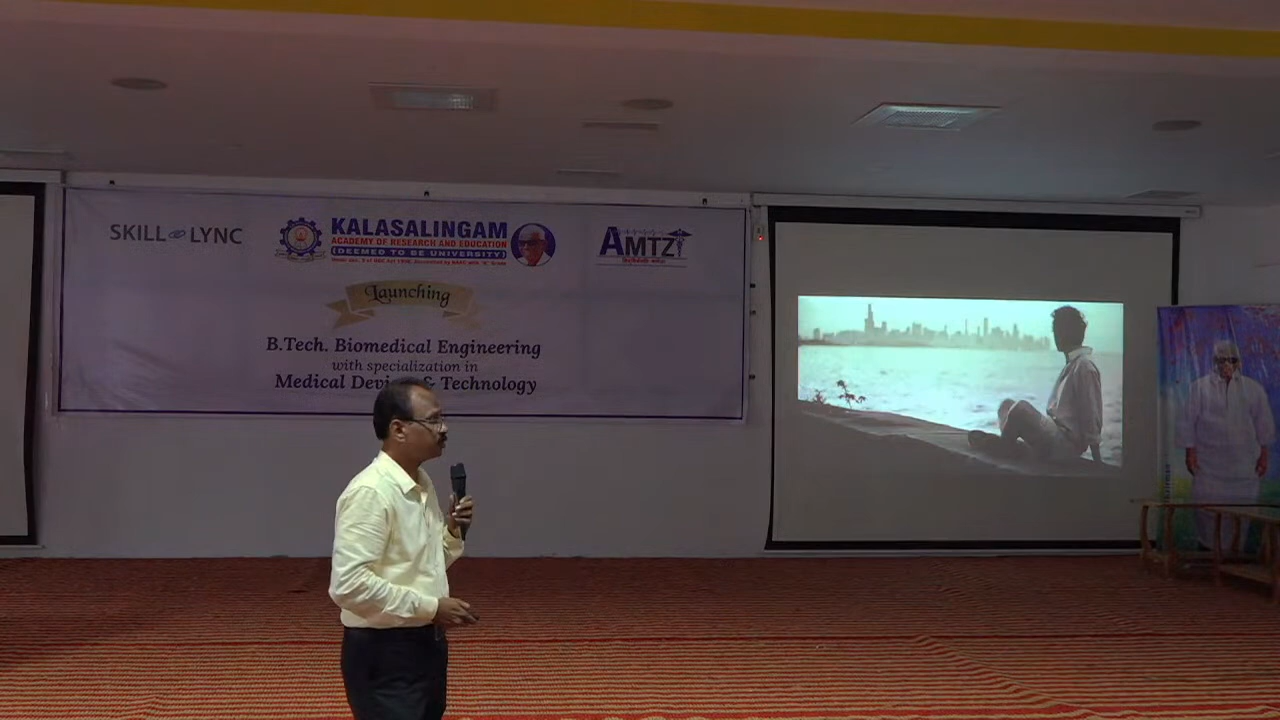 SKILL LYNC
KALASALINGAM
ACADEMY OF RESEARCH AND EDUCATION
(DEEMED TO BE UNIVERSITY)
AMTZ
Launching
B.Tech. Biomedical Engineering
with specialization in
Medical Devi & Technology